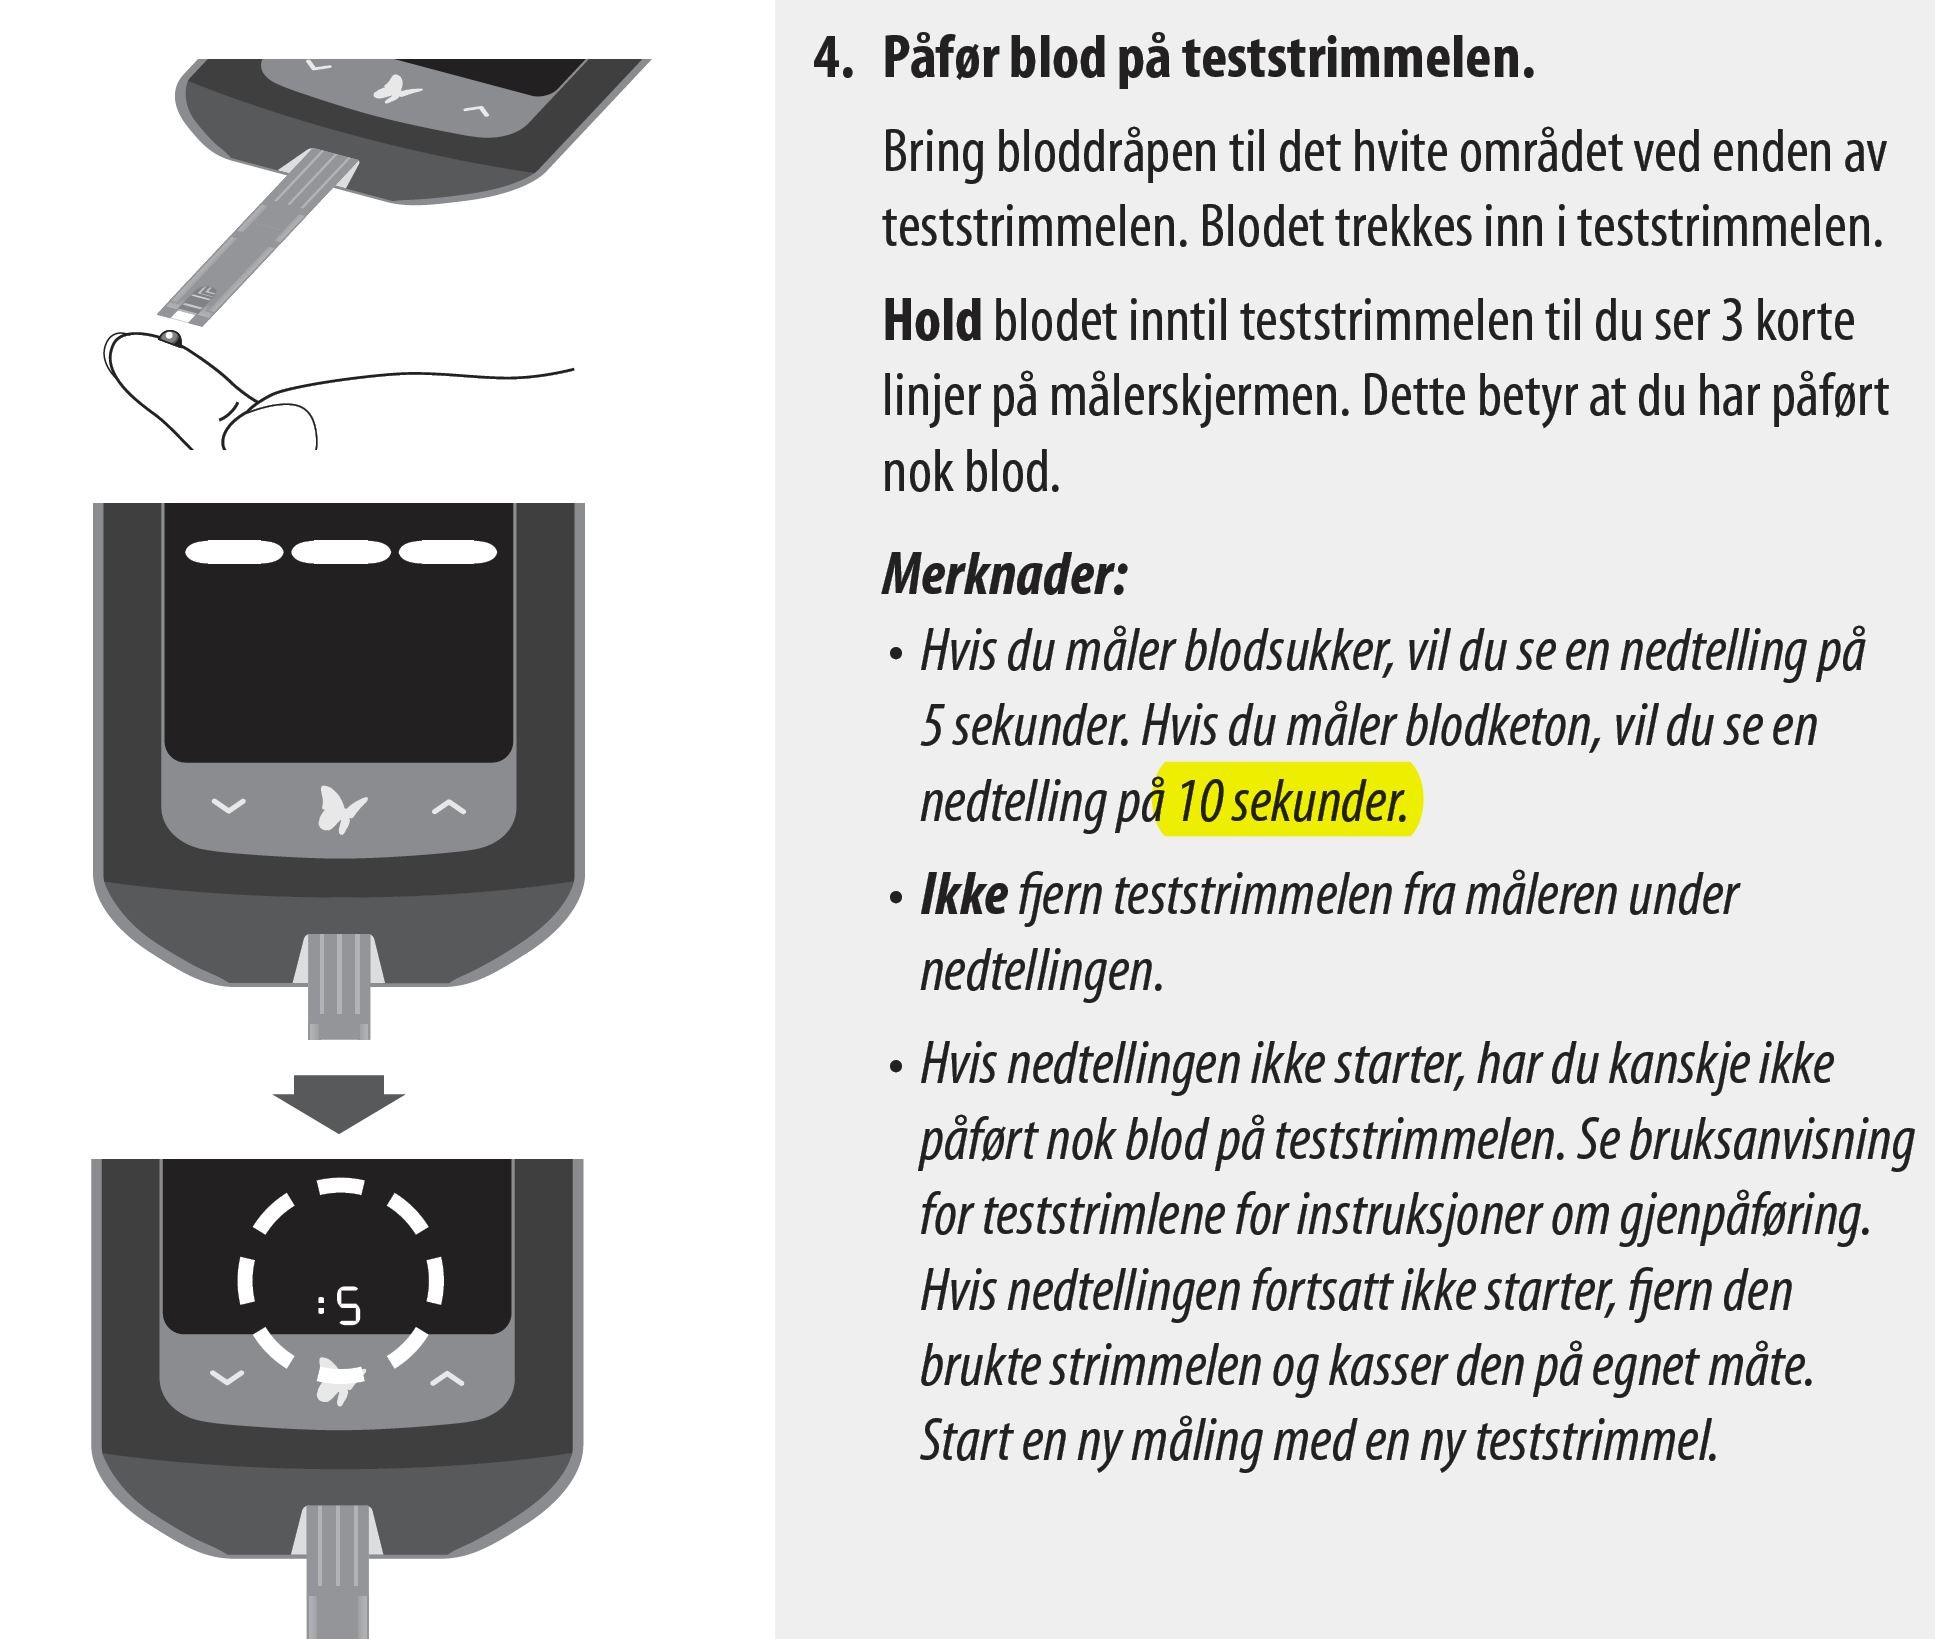 4. Påfør blod på teststrimmelen.
Bring bloddråpen til det hvite området ved enden av
teststrimmelen. Blodet trekkes inn i teststrimmelen.
Hold blodet inntil teststrimmelen til du ser 3 korte
linjer på målerskjermen. Dette betyr at du har påført
nok blod.
Merknader:
• Hvis du måler blodsukker, vil du se en nedtelling på
5 sekunder. Hvis du måler blodketon, vil du se en
nedtelling på 10 sekunder.
• Ikke fjern teststrimmelen fra måleren under
nedtellingen.
• Hvis nedtellingen ikke starter, har du kanskje ikke
påført nok blod på teststrimmelen. Se bruksanvisning
for teststrimlene for instruksjoner om gjenpåføring.
Hvis nedtellingen fortsatt ikke starter, fjern den
brukte strimmelen og kasser den på egnet måte.
Start en ny måling med en ny teststrimmel.
:5